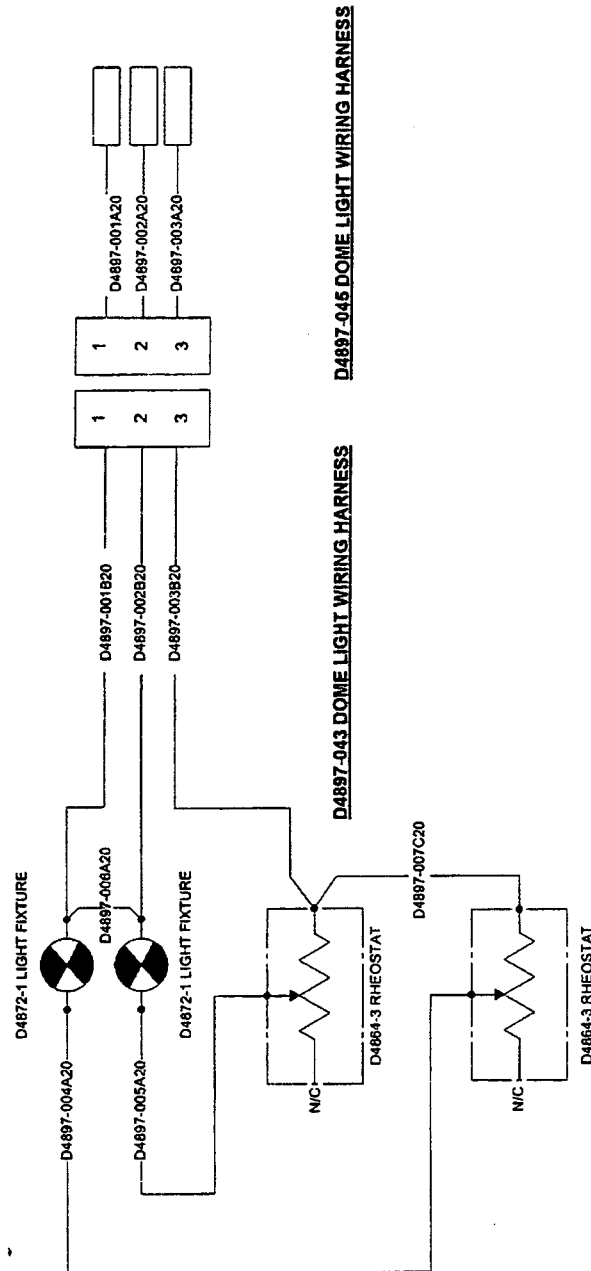 D4872-1 LIGHT FIXTURE
D4897-004A20
D4897-006A20
D4872-1 LIGHT FIXTURE
D4897-005A20
D4897-001B20
D4897-002B20
D4897-003B20
1
2
3
1
2
3
D4897-001A20
D4897-002A20
D4897-003A20
N/C
D4864-3 RHEOSTAT
D4897-007C20
N/C
D4864-3 RHEOSTAT
D4897-043 DOME LIGHT WIRING HARNESS
D4897-045 DOME LIGHT WIRING HARNESS